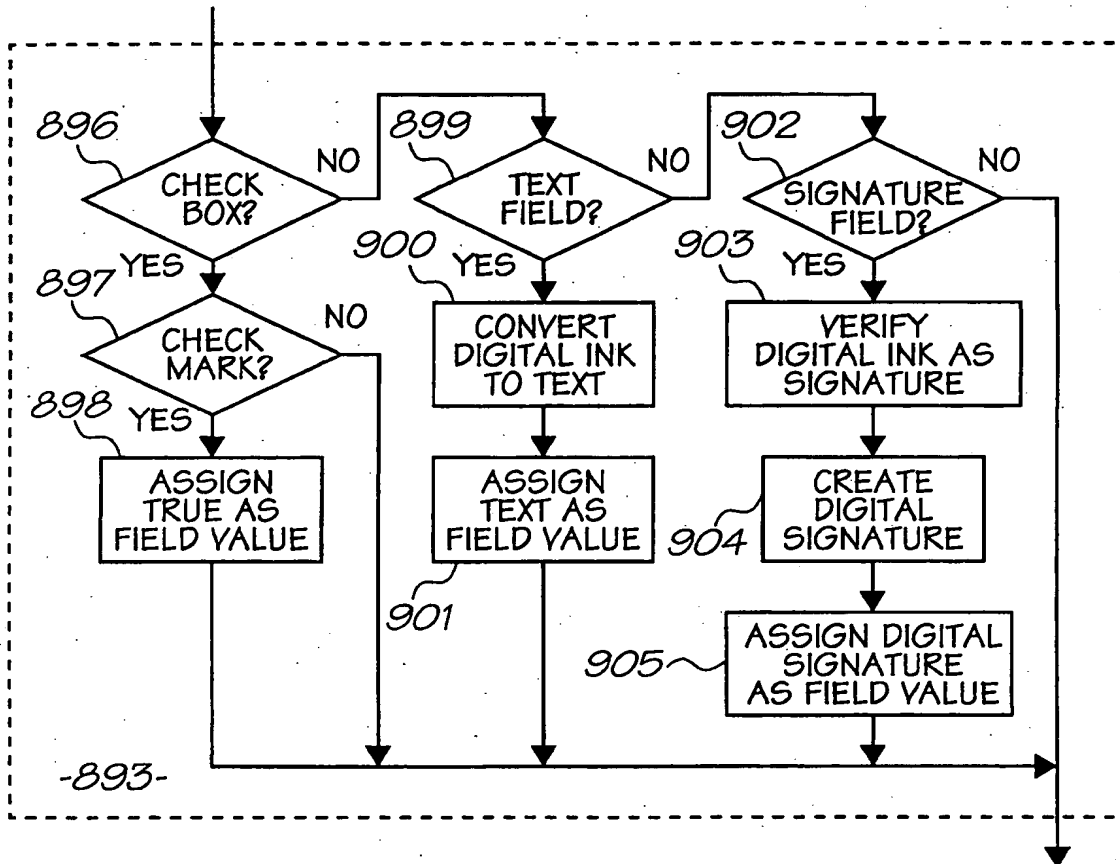 896
CHECK
BOX?
NO
YES
899
TEXT
FIELD?
NO
YES
902
SIGNATURE
FIELD?
NO
YES
897
CHECK
MARK?
NO
YES
900
CONVERT
DIGITAL INK
TO TEXT
903
VERIFY
DIGITAL INK AS
SIGNATURE
898
ASSIGN
TRUE AS
FIELD VALUE
ASSIGN
TEXT AS
FIELD VALUE
901
CREATE
DIGITAL
SIGNATURE
904
ASSIGN DIGITAL
SIGNATURE
AS FIELD VALUE
905
-893-